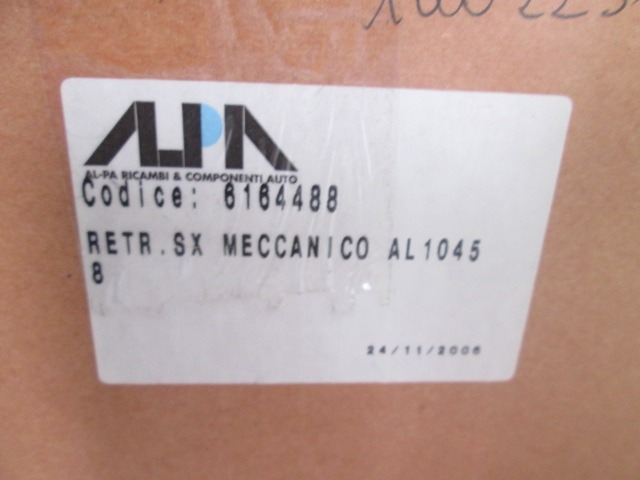 ALPA
AL-PA RICAMBI & COMPONENTI AUTO
Codice: 6164488
RETR.SX MECCANICO AL1045
8
24/11/2006